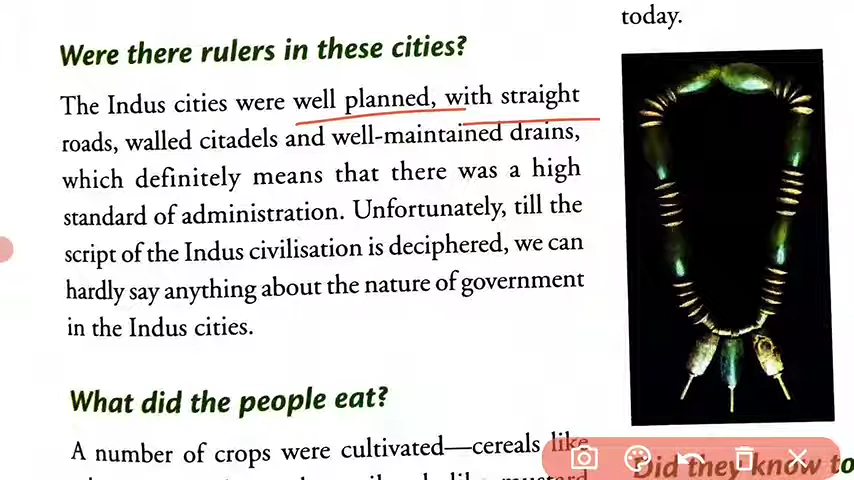 today.
Were there rulers in these cities?
The Indus cities were well planned, with straight
roads, walled citadels and well-maintained drains,
which definitely means that there was a high
standard of administration. Unfortunately, till the
script of the Indus civilisation is deciphered, we can
hardly say anything about the nature of government
in the Indus cities.
What did the people eat?
A number of crops were cultivated—cereals like
Did they know to